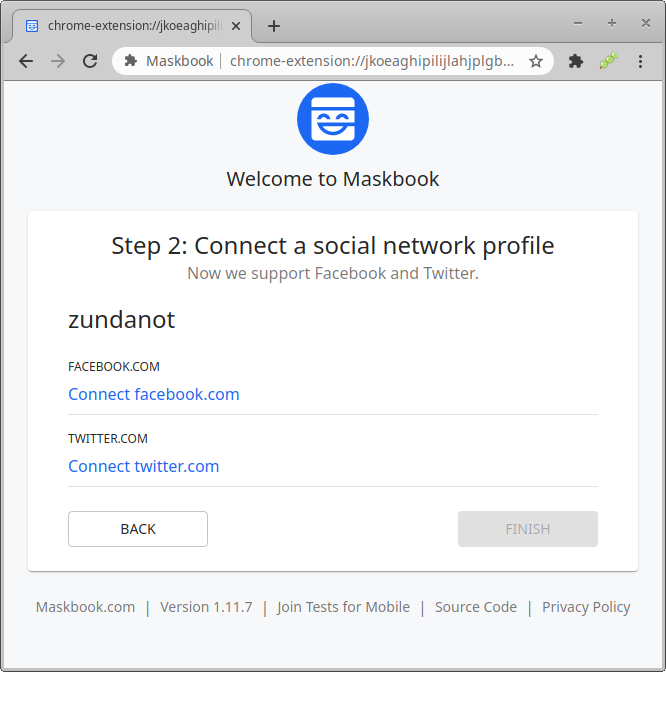 chrome-extension://jkoeaghipili
Maskbook
chrome-extension://jkoeaghipilijlahjplgb...
Welcome to Maskbook
Step 2: Connect a social network profile
Now we support Facebook and Twitter.
zundanot
FACEBOOK.COM
Connect facebook.com
TWITTER.COM
Connect twitter.com
BACK
FINISH
Maskbook.com | Version 1.11.7 | Join Tests for Mobile | Source Code | Privacy Policy